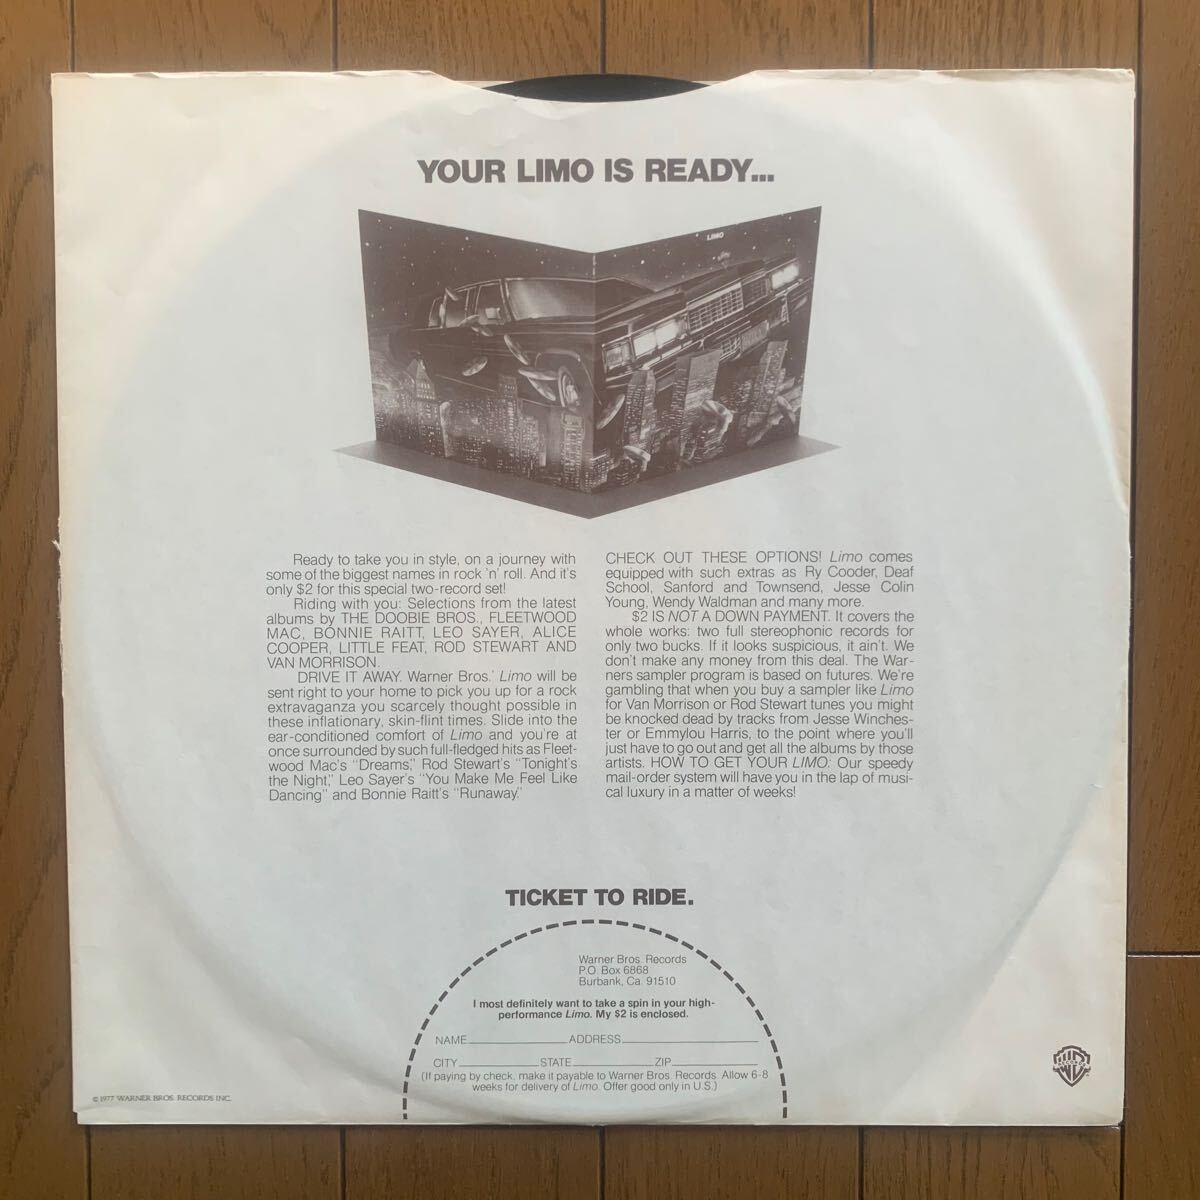 YOUR LIMO IS READY...
LIMO
Ready to take you in style, on a journey with
some of the biggest names in rock 'n' roll. And it's
only $2 for this special two-record set!
Riding with you: Selections from the latest
albums by THE DOOBIE BROS., FLEETWOOD
MAC, BONNIE RAITT, LEO SAYER, ALICE
COOPER, LITTLE FEAT, ROD STEWART AND
VAN MORRISON.
DRIVE IT AWAY. Warner Bros.' Limo will be
sent right to your home to pick you up for a rock
extravaganza you scarcely thought possible in
these inflationary, skin-flint times. Slide into the
ear-conditioned comfort of Limo and you're at
once surrounded by such full-fledged hits as Fleet-
wood Mac's "Dreams," Rod Stewart's "Tonight's
the Night," Leo Sayer's "You Make Me Feel Like
Dancing" and Bonnie Raitt's "Runaway."
CHECK OUT THESE OPTIONS! Limo comes
equipped with such extras as Ry Cooder, Deaf
School, Sanford and Townsend, Jesse Colin
Young, Wendy Waldman and many more.
$2 IS NOT A DOWN PAYMENT. It covers the
whole works: two full stereophonic records for
only two bucks. If it looks suspicious, it ain't. We
don't make any money from this deal. The War-
ners sampler program is based on futures. We're
gambling that when you buy a sampler like Limo
for Van Morrison or Rod Stewart tunes you might
be knocked dead by tracks from Jesse Winches-
ter or Emmylou Harris, to the point where you'll
just have to go out and get all the albums by those
artists. HOW TO GET YOUR LIMO: Our speedy
mail-order system will have you in the lap of musi-
cal luxury in a matter of weeks!
TICKET TO RIDE.
Warner Bros. Records
P.O. Box 6868
Burbank, Ca. 91510
I most definitely want to take a spin in your high-
performance Limo. My $2 is enclosed.
NAME ADDRESS
CITY STATE ZIP
(If paying by check, make it payable to Warner Bros. Records. Allow 6-8
weeks for delivery of Limo. Offer good only in U.S.)
© 1977 WARNER BROS. RECORDS INC.